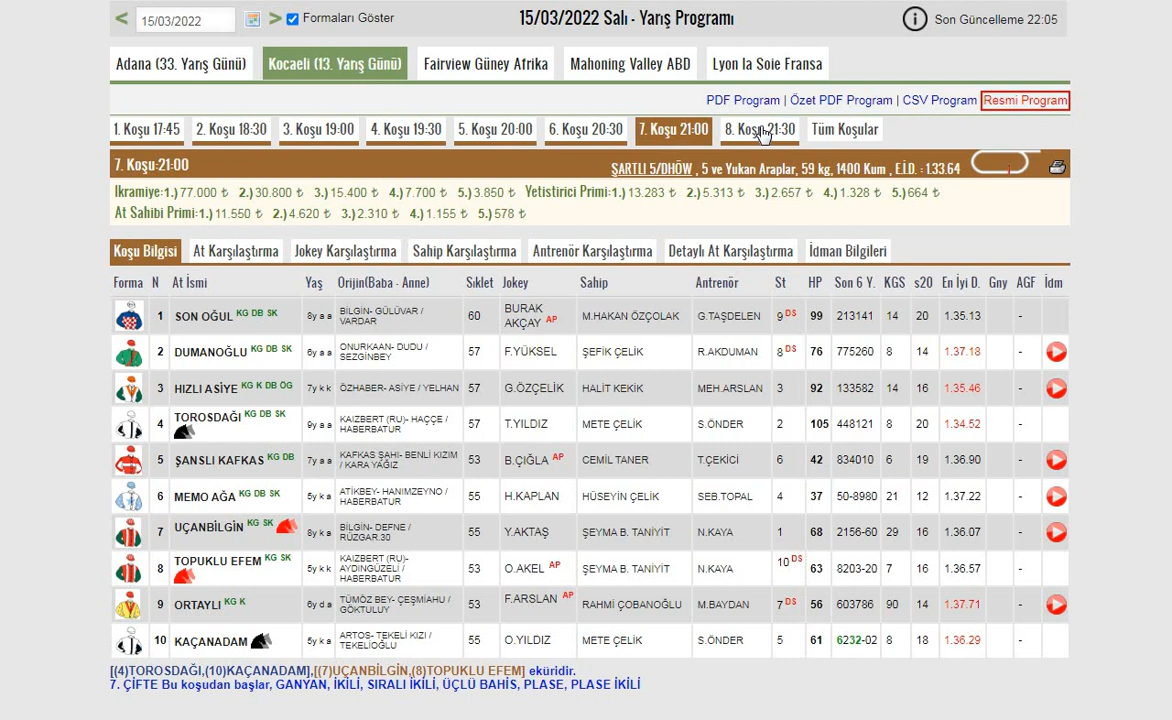 < 15/03/2022 > Formaları Göster 15/03/2022 Salı - Yarış Programı Son Güncelleme 22:05
Adana (33. Yarış Günü) Kocaeli (13. Yarış Günü) Fairview Güney Afrika Mahoning Valley ABD Lyon la Soie Fransa
PDF Program | Özet PDF Program | CSV Program Resmi Program
1. Koşu 17:45 2. Koşu 18:30 3. Koşu 19:00 4. Koşu 19:30 5. Koşu 20:00 6. Koşu 20:30 7. Koşu 21:00 8. Koşu 21:30 Tüm Koşular
7. Koşu:21:00 ŞARTLI 5/DHÖW , 5 ve Yukarı Araplar, 59 kg, 1400 Kum , E.İ.D. : 1.33.64
İkramiye:1.) 77.000 ₺ 2.) 30.800 ₺ 3.) 15.400 ₺ 4.) 7.700 ₺ 5.) 3.850 ₺ Yetistirici Primi:1.) 13.283 ₺ 2.) 5.313 ₺ 3.) 2.657 ₺ 4.) 1.328 ₺ 5.) 664 ₺
At Sahibi Primi:1.) 11.550 ₺ 2.) 4.620 ₺ 3.) 2.310 ₺ 4.) 1.155 ₺ 5.) 578 ₺
Koşu Bilgisi At Karşılaştırma Jokey Karşılaştırma Sahip Karşılaştırma Antrenör Karşılaştırma Detaylı At Karşılaştırma İdman Bilgileri
Forma N At İsmi Yaş Orijin(Baba - Anne) Sıklet Jokey Sahip Antrenör St HP Son 6 Y. KGS s20 En İyi D. Gny AGF İdm
1 SON OĞUL KG DB SK 8y a a BİLGİN- GÜLÜVAR / VARDAR 60 BURAK AKÇAY AP M.HAKAN ÖZÇOLAK G.TAŞDELEN 9 DS 99 213141 14 20 1.35.13 -
2 DUMANOĞLU KG DB SK 6y a a ONURKAAN- DUDU / SEZGİNBEY 57 F.YÜKSEL ŞEFİK ÇELİK R.AKDUMAN 8 DS 76 775260 8 14 1.37.18 -
3 HIZLI ASİYE KG K DB ÖG 7y k k ÖZHABER- ASİYE / YELHAN 57 G.ÖZÇELİK HALİT KEKİK MEH.ARSLAN 3 92 133582 14 16 1.35.46 -
4 TOROSDAĞI KG DB SK 9y a a KAIZBERT (RU)- HAÇÇE / HABERBATUR 57 T.YILDIZ METE ÇELİK S.ÖNDER 2 105 448121 8 20 1.34.52 -
5 ŞANSLI KAFKAS KG DB 7y a a KAFKAS ŞAHI- BENLİ KIZIM / KARA YAĞIZ 53 B.ÇIĞLA AP CEMİL TANER T.ÇEKİCİ 6 42 834010 6 19 1.36.90 -
6 MEMO AĞA KG DB SK 5y k a ATİKBEY- HANIMZEYNO / HABERBATUR 55 H.KAPLAN HÜSEYİN ÇELİK SEB.TOPAL 4 37 50-8980 21 12 1.37.22 -
7 UÇANBİLGİN KG SK 8y k a BİLGİN- DEFNE / RÜZGAR.30 55 Y.AKTAŞ ŞEYMA B. TANİYİT N.KAYA 1 68 2156-60 29 16 1.36.07 -
8 TOPUKLU EFEM KG SK 5y k k KAIZBERT (RU)- AYDINGÜZELİ / HABERBATUR 53 O.AKEL AP ŞEYMA B. TANİYİT N.KAYA 10 DS 63 8203-20 7 16 1.36.57 -
9 ORTAYLI KG K 6y d a TÜMÖZ BEY- ÇEŞMİAHU / GÖKTULUY 53 F.ARSLAN AP RAHMİ ÇOBANOĞLU M.BAYDAN 7 DS 56 603786 90 14 1.37.71 -
10 KAÇANADAM 5y k a ARTOS- TEKELİ KIZI / TEKELİOĞLU 55 O.YILDIZ METE ÇELİK S.ÖNDER 5 61 6232-02 8 18 1.36.29 -
[(4)TOROSDAĞI,(10)KAÇANADAM],[(7)UÇANBİLGİN,(8)TOPUKLU EFEM] eküridir.
7. ÇİFTE Bu koşudan başlar, GANYAN, İKİLİ, SIRALI İKİLİ, ÜÇLÜ BAHİS, PLASE, PLASE İKİLİ